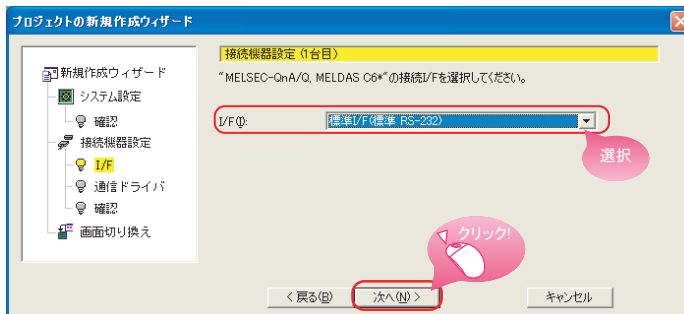 プロジェクトの新規作成ウィザード
新規作成ウィザード
システム設定
確認
接続機器設定
I/F
通信ドライバ
確認
画面切り換え
接続機器設定 (1台目)
"MELSEC-QnA/Q, MELDAS C6*"の接続I/Fを選択してください。
I/F(I): 標準I/F(標準 RS-232)
選択
クリック!
< 戻る(B) 次へ(N) > キャンセル